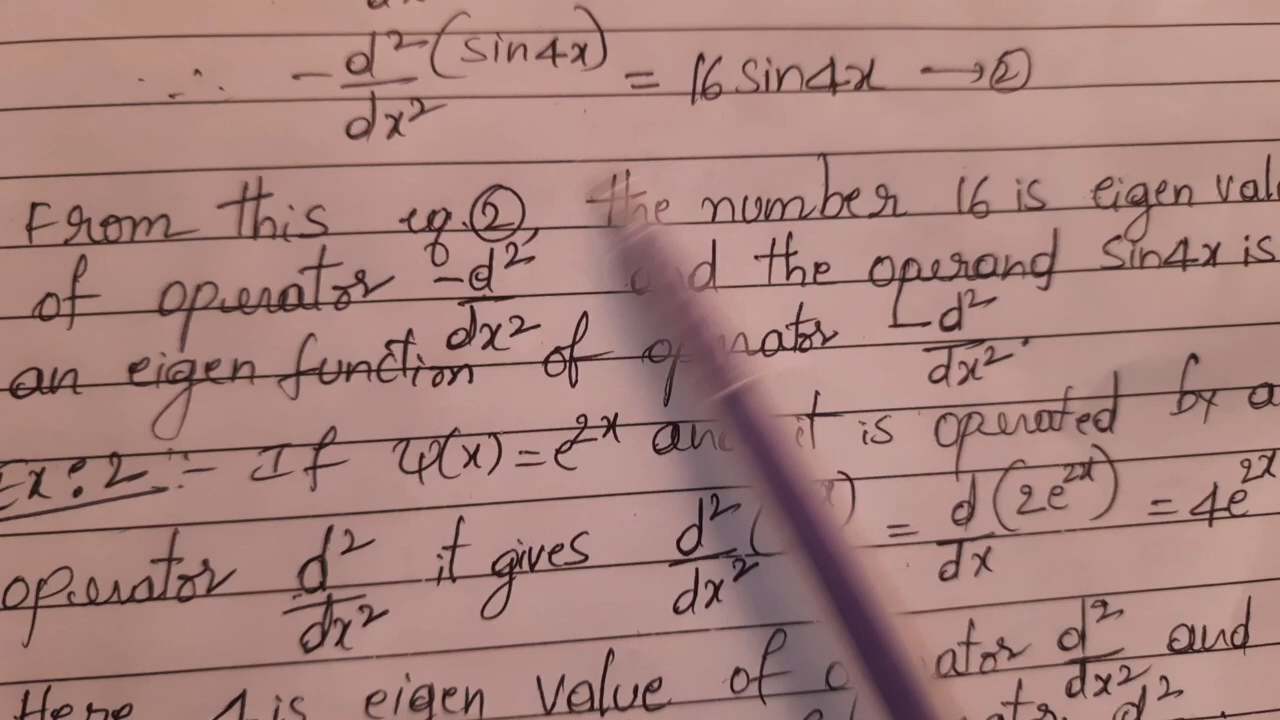 ∴ -d²(sin4x)/dx² = 16 sin4x → ②
From this eq. ②, the number 16 is eigen val
of operator -d²/dx² and the operand sin4x is
an eigen function of operator -d²/dx².
Ex:2:- If ψ(x) = e^2x and it is operated by a
operator d²/dx² it gives d²/dx² ( ) = d/dx (2e^2x) = 4e^2x
Here 4 is eigen value of ator d²/dx² and
d²